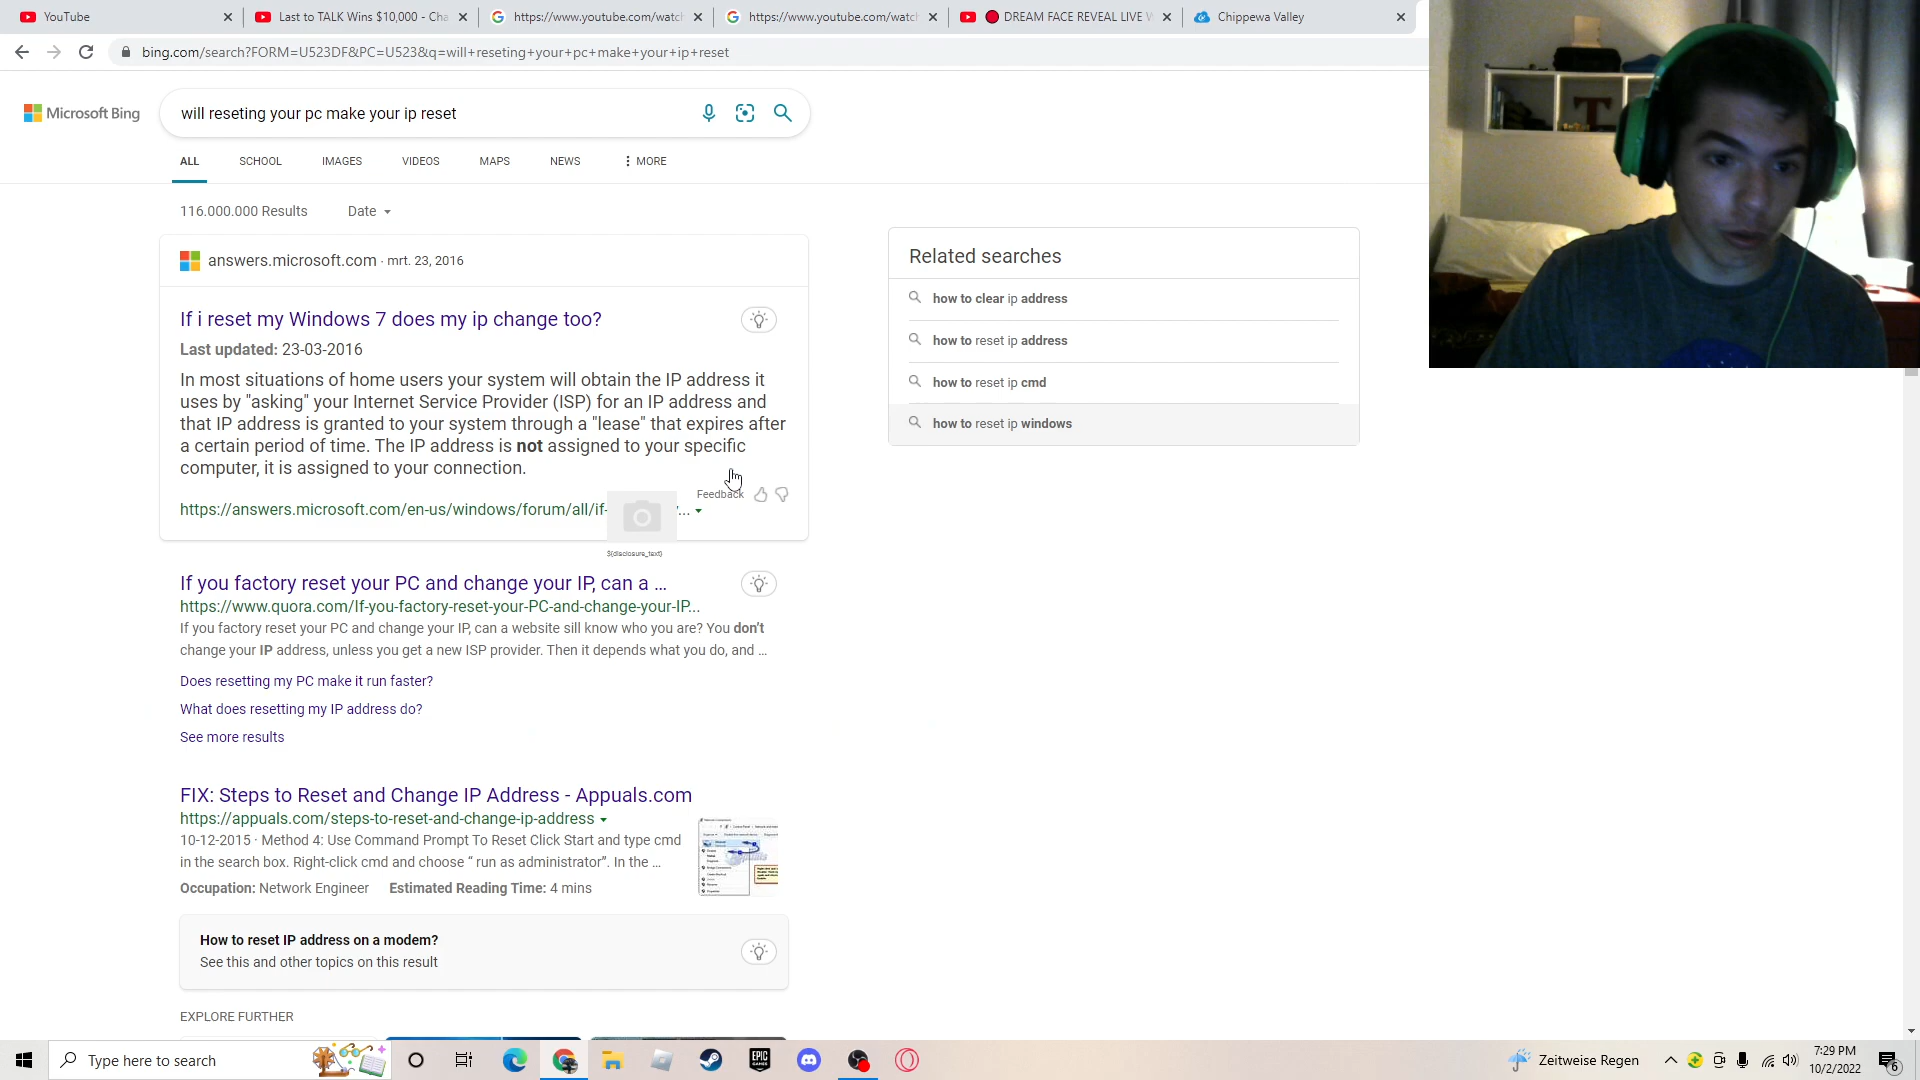 YouTube
Last to TALK Wins $10,000 - Cha
https://www.youtube.com/watch
https://www.youtube.com/watch
DREAM FACE REVEAL LIVE W
Chippewa Valley
bing.com/search?FORM=U523DF&PC=U523&q=will+reseting+your+pc+make+your+ip+reset
Microsoft Bing
will reseting your pc make your ip reset
ALL SCHOOL IMAGES VIDEOS MAPS NEWS MORE
116.000.000 Results Date
answers.microsoft.com · mrt. 23, 2016
If i reset my Windows 7 does my ip change too?
Last updated: 23-03-2016
In most situations of home users your system will obtain the IP address it
uses by "asking" your Internet Service Provider (ISP) for an IP address and
that IP address is granted to your system through a "lease" that expires after
a certain period of time. The IP address is not assigned to your specific
computer, it is assigned to your connection.
Feedback
https://answers.microsoft.com/en-us/windows/forum/all/if-
...
${disclosure_text}
If you factory reset your PC and change your IP, can a ...
https://www.quora.com/If-you-factory-reset-your-PC-and-change-your-IP...
If you factory reset your PC and change your IP, can a website sill know who you are? You don't
change your IP address, unless you get a new ISP provider. Then it depends what you do, and ...
Does resetting my PC make it run faster?
What does resetting my IP address do?
See more results
FIX: Steps to Reset and Change IP Address - Appuals.com
https://appuals.com/steps-to-reset-and-change-ip-address
10-12-2015 · Method 4: Use Command Prompt To Reset Click Start and type cmd
in the search box. Right-click cmd and choose “ run as administrator”. In the ...
Occupation: Network Engineer Estimated Reading Time: 4 mins
How to reset IP address on a modem?
See this and other topics on this result
EXPLORE FURTHER
Related searches
how to clear ip address
how to reset ip address
how to reset ip cmd
how to reset ip windows
Type here to search
EPIC GAMES
Zeitweise Regen
7:29 PM
10/2/2022
6